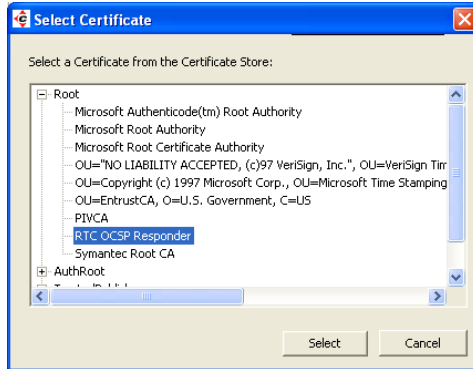 Select Certificate
Select a Certificate from the Certificate Store:
Root
Microsoft Authenticode(tm) Root Authority
Microsoft Root Authority
Microsoft Root Certificate Authority
OU="NO LIABILITY ACCEPTED, (c)97 VeriSign, Inc.", OU=VeriSign Tim
OU=Copyright (c) 1997 Microsoft Corp., OU=Microsoft Time Stamping
OU=EntrustCA, O=U.S. Government, C=US
PIVCA
RTC OCSP Responder
Symantec Root CA
AuthRoot
Select
Cancel